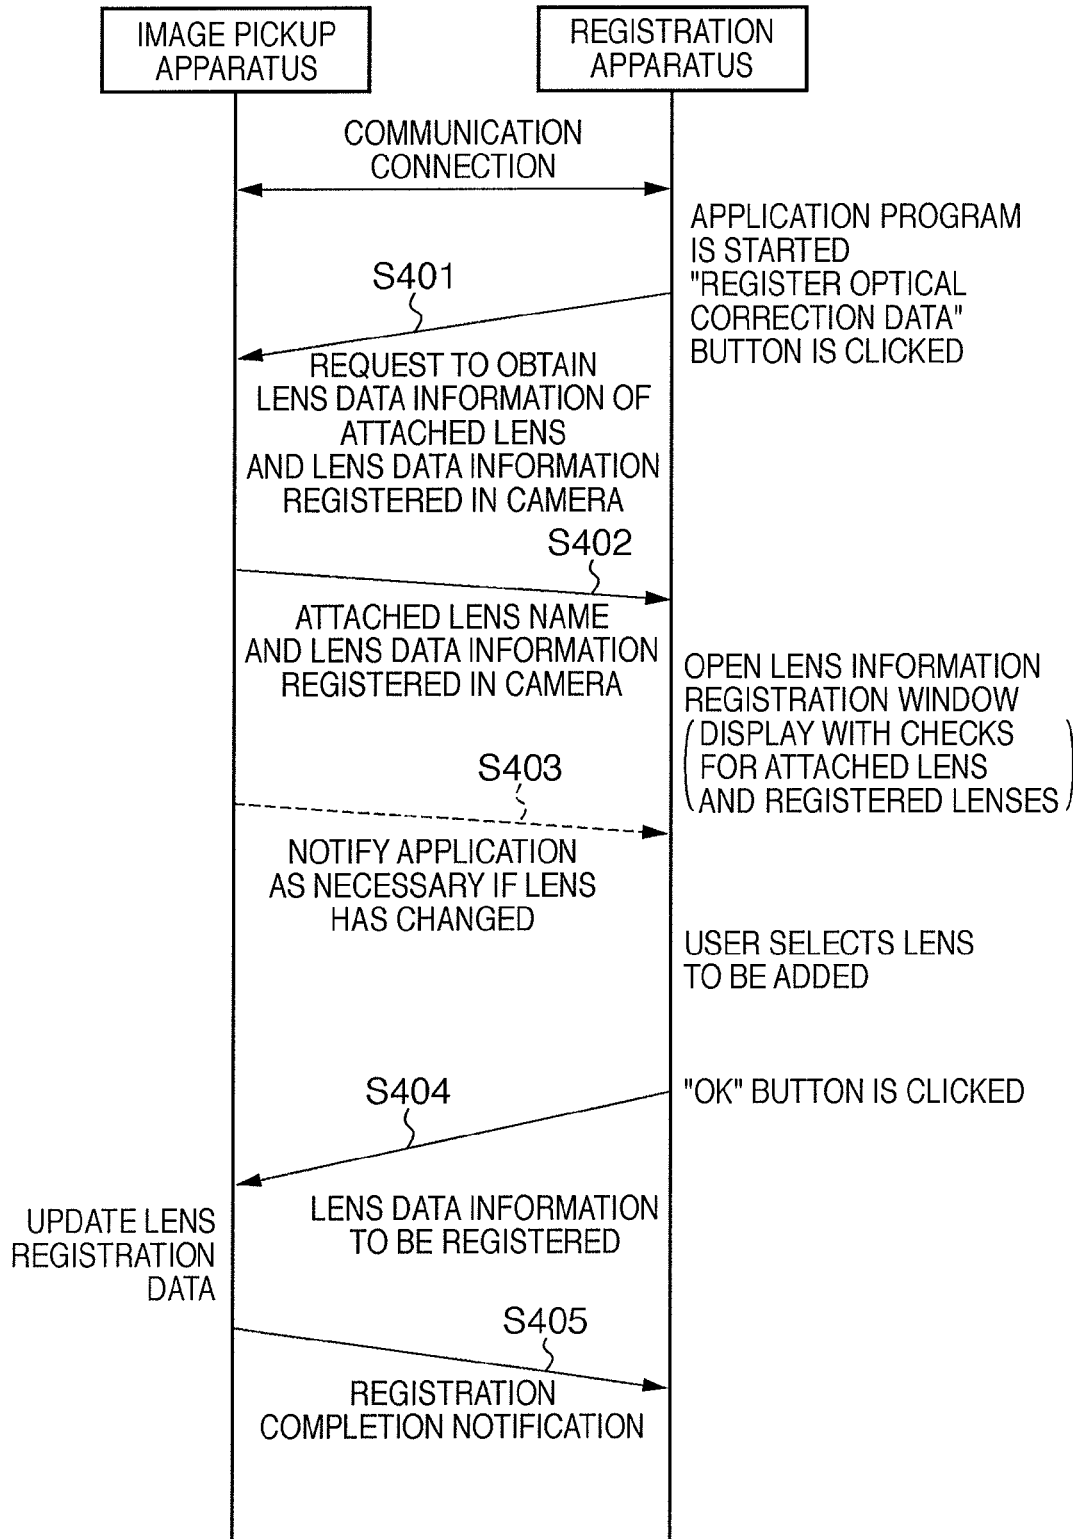 IMAGE PICKUP
APPARATUS
REGISTRATION
APPARATUS
COMMUNICATION
CONNECTION
APPLICATION PROGRAM
IS STARTED
"REGISTER OPTICAL
CORRECTION DATA"
BUTTON IS CLICKED
S401
REQUEST TO OBTAIN
LENS DATA INFORMATION OF
ATTACHED LENS
AND LENS DATA INFORMATION
REGISTERED IN CAMERA
S402
ATTACHED LENS NAME
AND LENS DATA INFORMATION
REGISTERED IN CAMERA
OPEN LENS INFORMATION
REGISTRATION WINDOW
(DISPLAY WITH CHECKS
FOR ATTACHED LENS
AND REGISTERED LENSES)
S403
NOTIFY APPLICATION
AS NECESSARY IF LENS
HAS CHANGED
USER SELECTS LENS
TO BE ADDED
"OK" BUTTON IS CLICKED
S404
LENS DATA INFORMATION
TO BE REGISTERED
UPDATE LENS
REGISTRATION
DATA
S405
REGISTRATION
COMPLETION NOTIFICATION